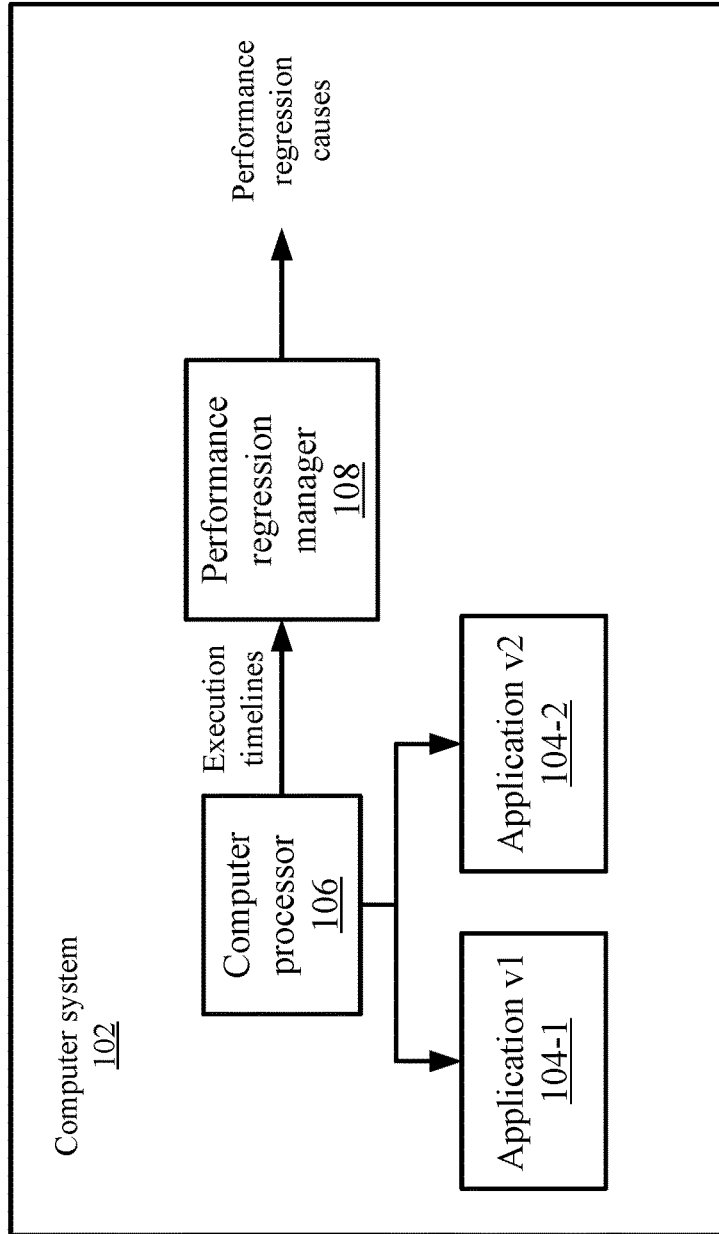 Computer system
102
Computer
processor
106
Execution
timelines
Performance
regression
manager
108
Performance
regression
causes
Application v1
104-1
Application v2
104-2